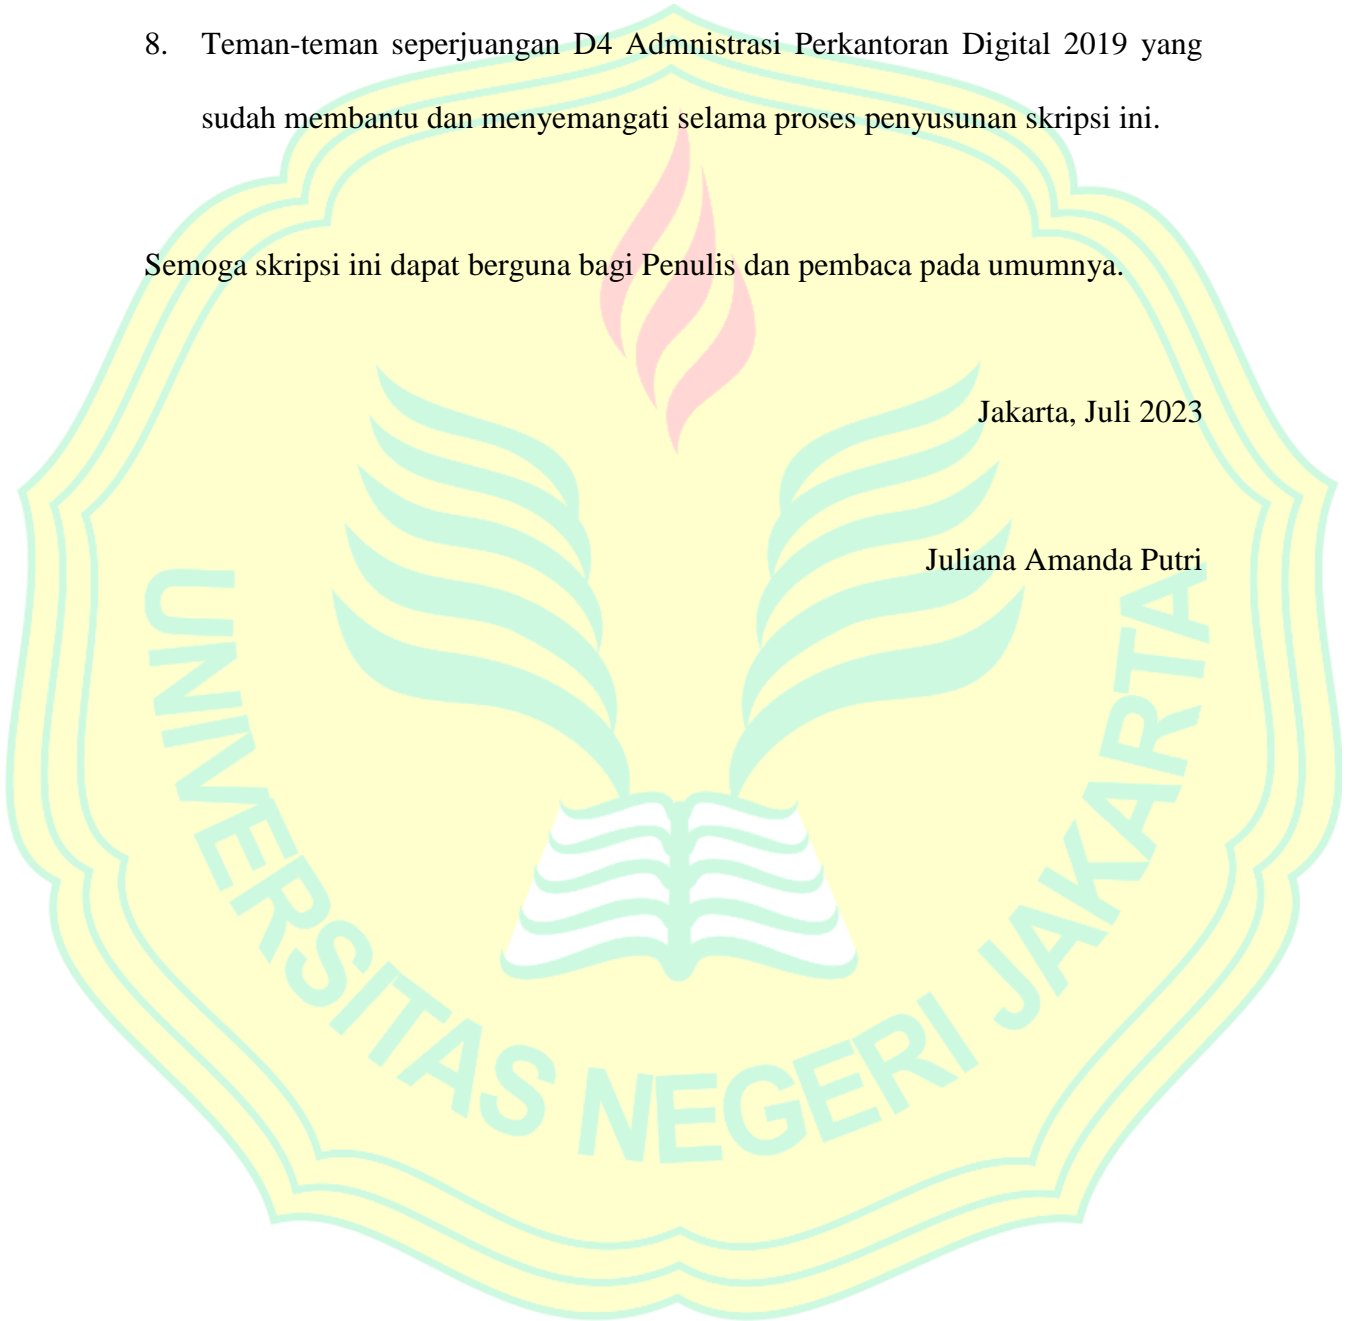 8. Teman-teman seperjuangan D4 Admnistrasi Perkantoran Digital 2019 yang
sudah membantu dan menyemangati selama proses penyusunan skripsi ini.
Semoga skripsi ini dapat berguna bagi Penulis dan pembaca pada umumnya.
Jakarta, Juli 2023
Juliana Amanda Putri
UNIVERSITAS NEGERI JAKARTA